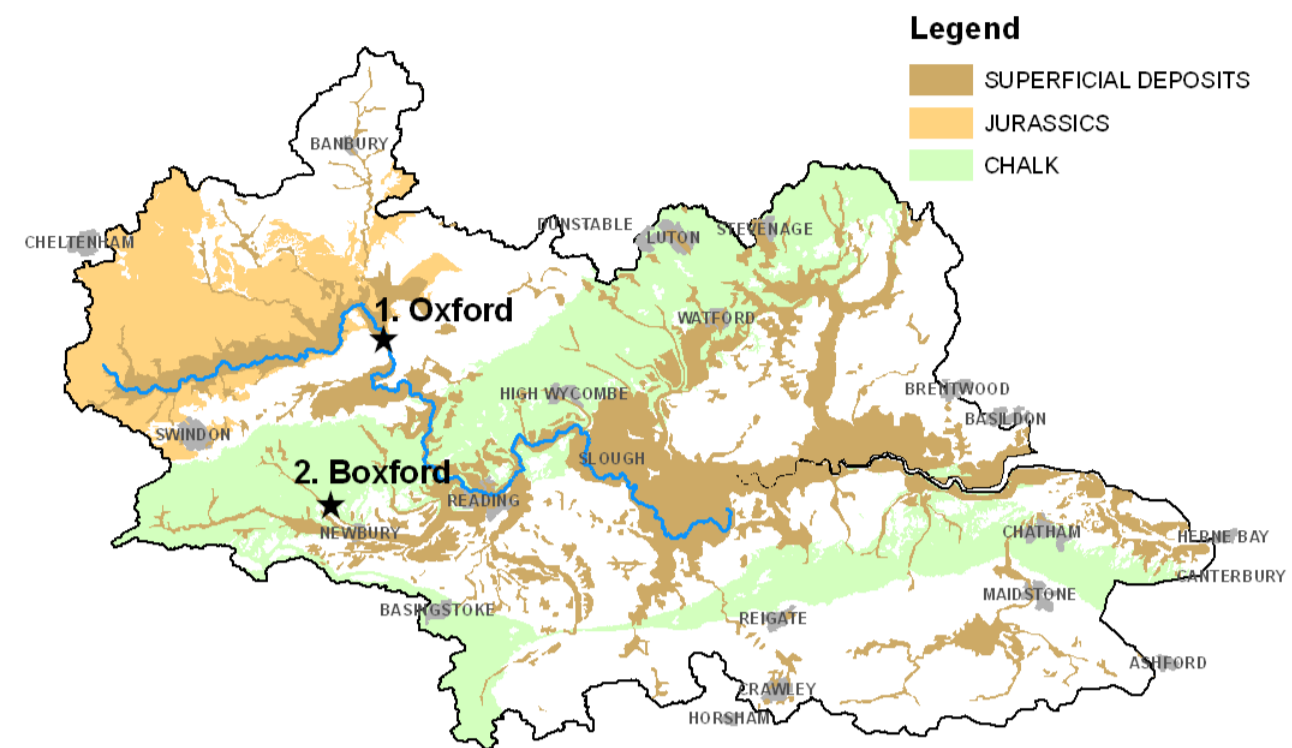 Legend
SUPERFICIAL DEPOSITS
JURASSICS
CHALK
BANBURY
CHELTENHAM
DUNSTABLE
LUTON
STEVENAGE
1. Oxford
WATFORD
HIGH WYCOMBE
BRENTWOOD
BASILDON
SWINDON
SLOUGH
2. Boxford
READING
NEWBURY
CHATHAM
HERNE BAY
CANTERBURY
MAIDSTONE
BASINGSTOKE
REIGATE
ASHFORD
CRAWLEY
HORSHAM